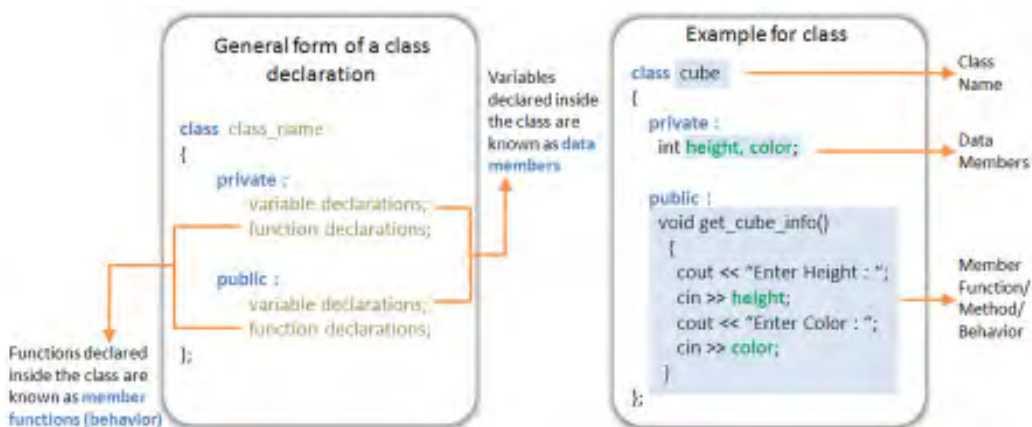 General form of a class
declaration
class class_name
{
private :
variable declarations;
function declarations;
public :
variable declarations;
function declarations;
};
Functions declared
inside the class are
known as member
functions (behavior)
Variables
declared inside
the class are
known as data
members
Example for class
class cube
{
private :
int height, color;
public :
void get_cube_info()
{
cout << "Enter Height : ";
cin >> height;
cout << "Enter Color : ";
cin >> color;
}
};
Class
Name
Data
Members
Member
Function/
Method/
Behavior